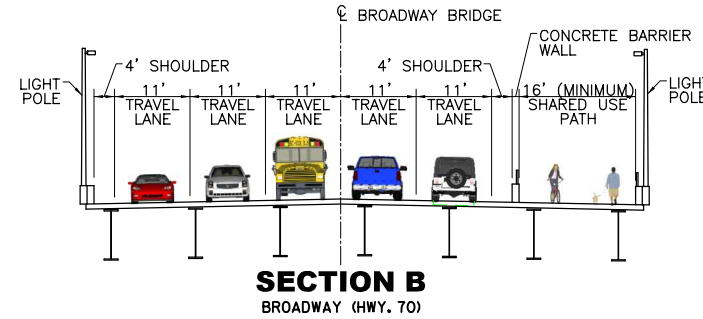 ℄ BROADWAY BRIDGE
CONCRETE BARRIER
WALL
4' SHOULDER
4' SHOULDER
LIGHT
POLE
11'
TRAVEL
LANE
11'
TRAVEL
LANE
11'
TRAVEL
LANE
11'
TRAVEL
LANE
11'
TRAVEL
LANE
16' (MINIMUM)
SHARED USE
PATH
LIGHT
POLE
SECTION B
BROADWAY (HWY. 70)